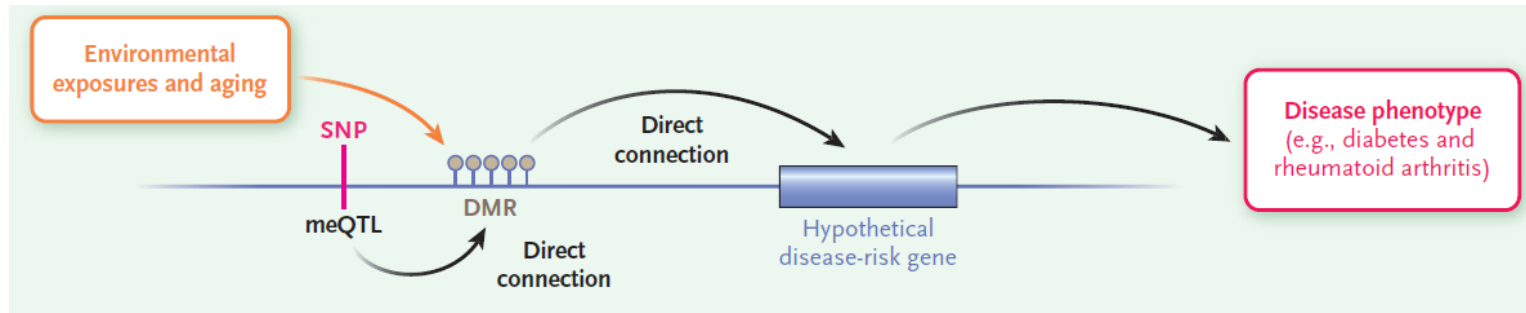 Environmental
exposures and aging
SNP
meQTL
DMR
Direct
connection
Direct
connection
Hypothetical
disease-risk gene
Disease phenotype
(e.g., diabetes and
rheumatoid arthritis)